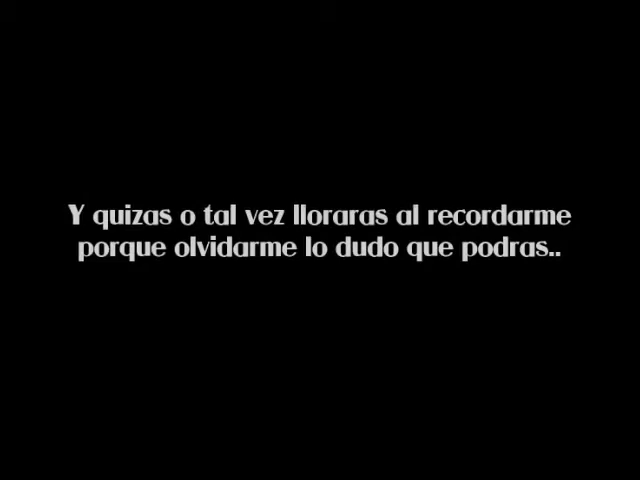 Y quizas o tal vez lloraras al recordarme
porque olvidarme lo dudo que podras..